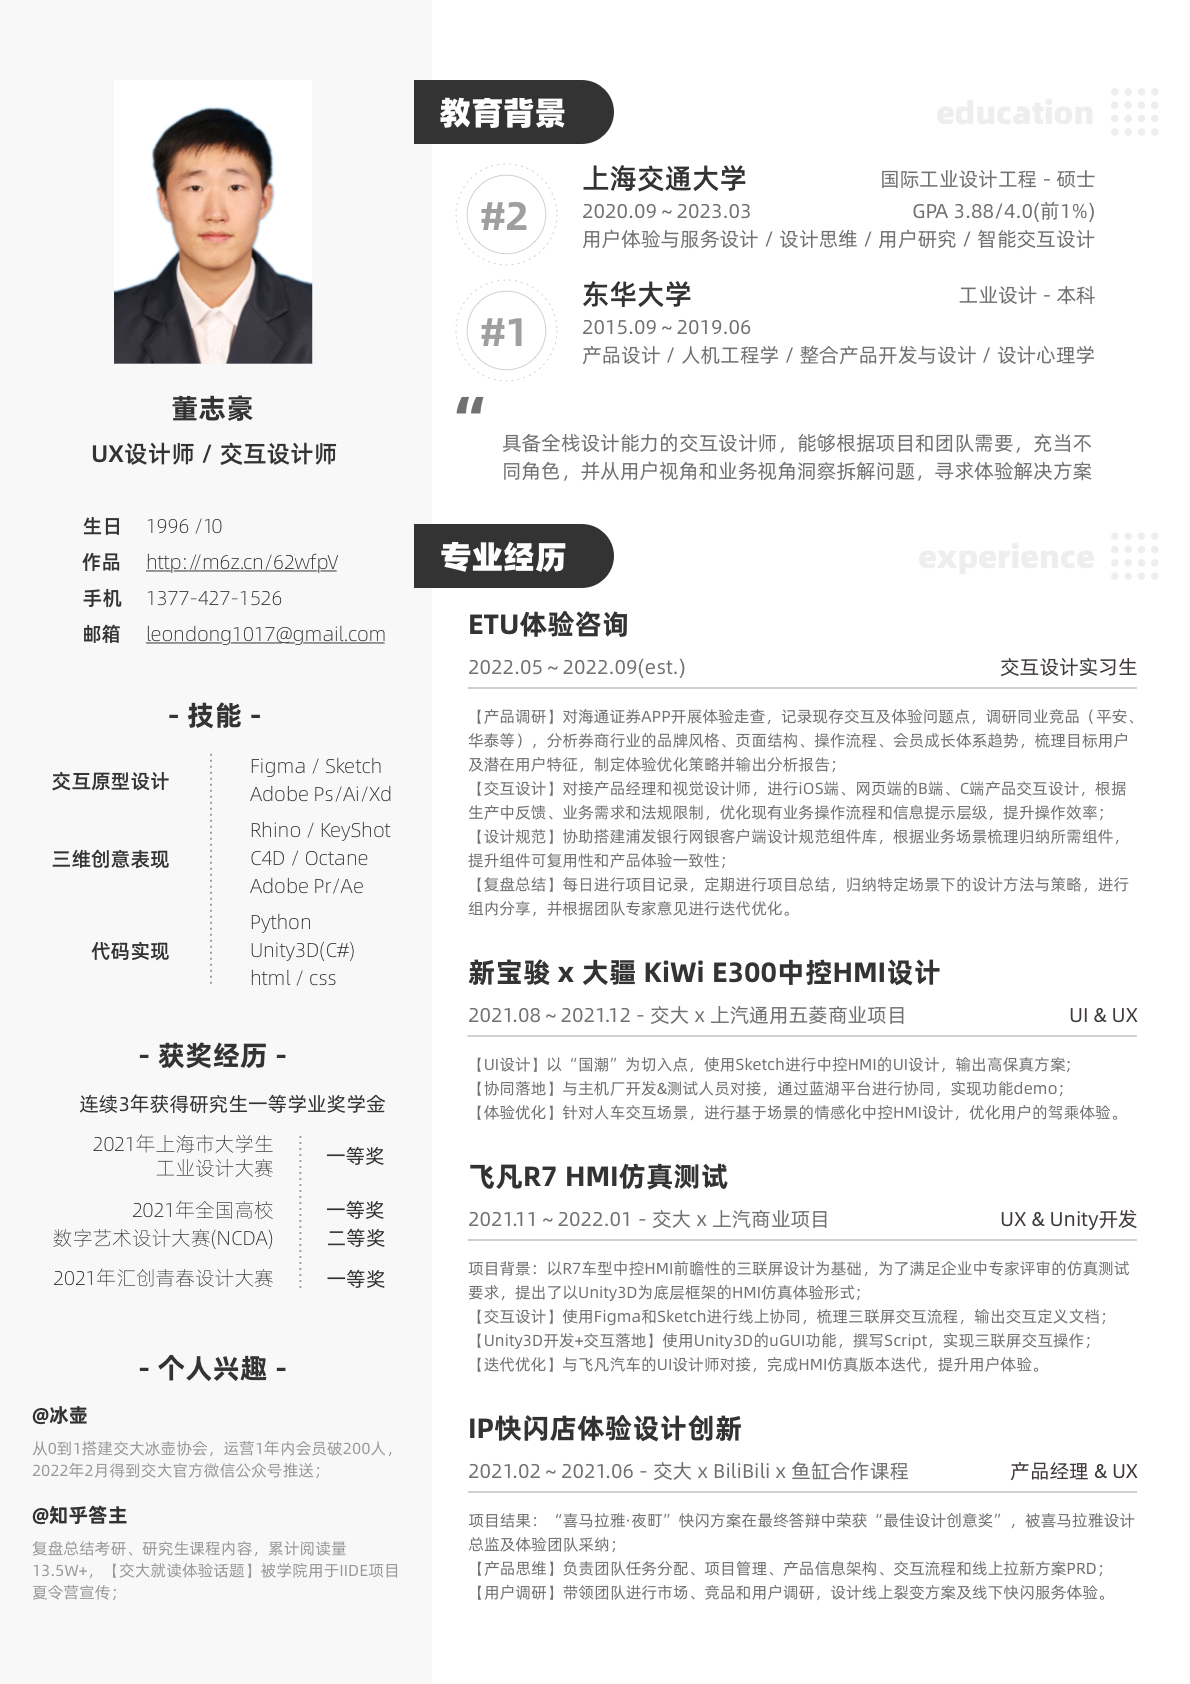 董志豪
UX设计师 / 交互设计师
生日 1996 /10
作品 http://m6z.cn/62wfpV
手机 1377-427-1526
邮箱 leondong1017@gmail.com
- 技能 -
交互原型设计
Figma / Sketch
Adobe Ps/Ai/Xd
三维创意表现
Rhino / KeyShot
C4D / Octane
Adobe Pr/Ae
代码实现
Python
Unity3D(C#)
html / css
- 获奖经历 -
连续3年获得研究生一等学业奖学金
2021年上海市大学生
工业设计大赛
一等奖
2021年全国高校 一等奖
数字艺术设计大赛(NCDA) 二等奖
2021年汇创青春设计大赛 一等奖
- 个人兴趣 -
@冰壶
从0到1搭建交大冰壶协会，运营1年内会员破200人，
2022年2月得到交大官方微信公众号推送；
@知乎答主
复盘总结考研、研究生课程内容，累计阅读量
13.5W+，【交大就读体验话题】被学院用于IIDE项目
夏令营宣传；
教育背景 education
#2
上海交通大学 国际工业设计工程 - 硕士
2020.09 ~ 2023.03 GPA 3.88/4.0(前1%)
用户体验与服务设计 / 设计思维 / 用户研究 / 智能交互设计
#1
东华大学 工业设计 - 本科
2015.09 ~ 2019.06
产品设计 / 人机工程学 / 整合产品开发与设计 / 设计心理学
“
具备全栈设计能力的交互设计师，能够根据项目和团队需要，充当不
同角色，并从用户视角和业务视角洞察拆解问题，寻求体验解决方案
专业经历 experience
ETU体验咨询
2022.05 ~ 2022.09(est.) 交互设计实习生
【产品调研】对海通证券APP开展体验走查，记录现存交互及体验问题点，调研同业竞品（平安、
华泰等），分析券商行业的品牌风格、页面结构、操作流程、会员成长体系趋势，梳理目标用户
及潜在用户特征，制定体验优化策略并输出分析报告；
【交互设计】对接产品经理和视觉设计师，进行iOS端、网页端的B端、C端产品交互设计，根据
生产中反馈、业务需求和法规限制，优化现有业务操作流程和信息提示层级，提升操作效率；
【设计规范】协助搭建浦发银行网银客户端设计规范组件库，根据业务场景梳理归纳所需组件，
提升组件可复用性和产品体验一致性；
【复盘总结】每日进行项目记录，定期进行项目总结，归纳特定场景下的设计方法与策略，进行
组内分享，并根据团队专家意见进行迭代优化。
新宝骏 x 大疆 KiWi E300中控HMI设计
2021.08 ~ 2021.12 - 交大 x 上汽通用五菱商业项目 UI & UX
【UI设计】以“国潮”为切入点，使用Sketch进行中控HMI的UI设计，输出高保真方案；
【协同落地】与主机厂开发&测试人员对接，通过蓝湖平台进行协同，实现功能demo；
【体验优化】针对人车交互场景，进行基于场景的情感化中控HMI设计，优化用户的驾乘体验。
飞凡R7 HMI仿真测试
2021.11 ~ 2022.01 - 交大 x 上汽商业项目 UX & Unity开发
项目背景：以R7车型中控HMI前瞻性的三联屏设计为基础，为了满足企业中专家评审的仿真测试
要求，提出了以Unity3D为底层框架的HMI仿真体验形式；
【交互设计】使用Figma和Sketch进行线上协同，梳理三联屏交互流程，输出交互定义文档；
【Unity3D开发+交互落地】使用Unity3D的uGUI功能，撰写Script，实现三联屏交互操作；
【迭代优化】与飞凡汽车的UI设计师对接，完成HMI仿真版本迭代，提升用户体验。
IP快闪店体验设计创新
2021.02 ~ 2021.06 - 交大 x BiliBili x 鱼缸合作课程 产品经理 & UX
项目结果：“喜马拉雅·夜町”快闪方案在最终答辩中荣获“最佳设计创意奖”，被喜马拉雅设计
总监及体验团队采纳；
【产品思维】负责团队任务分配、项目管理、产品信息架构、交互流程和线上拉新方案PRD；
【用户调研】带领团队进行市场、竞品和用户调研，设计线上裂变方案及线下快闪服务体验。